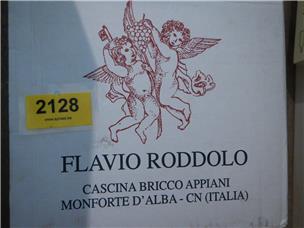 2128
FLAVIO RODDOLO
CASCINA BRICCO APPIANI
MONFORTE D'ALBA - CN (ITALIA)